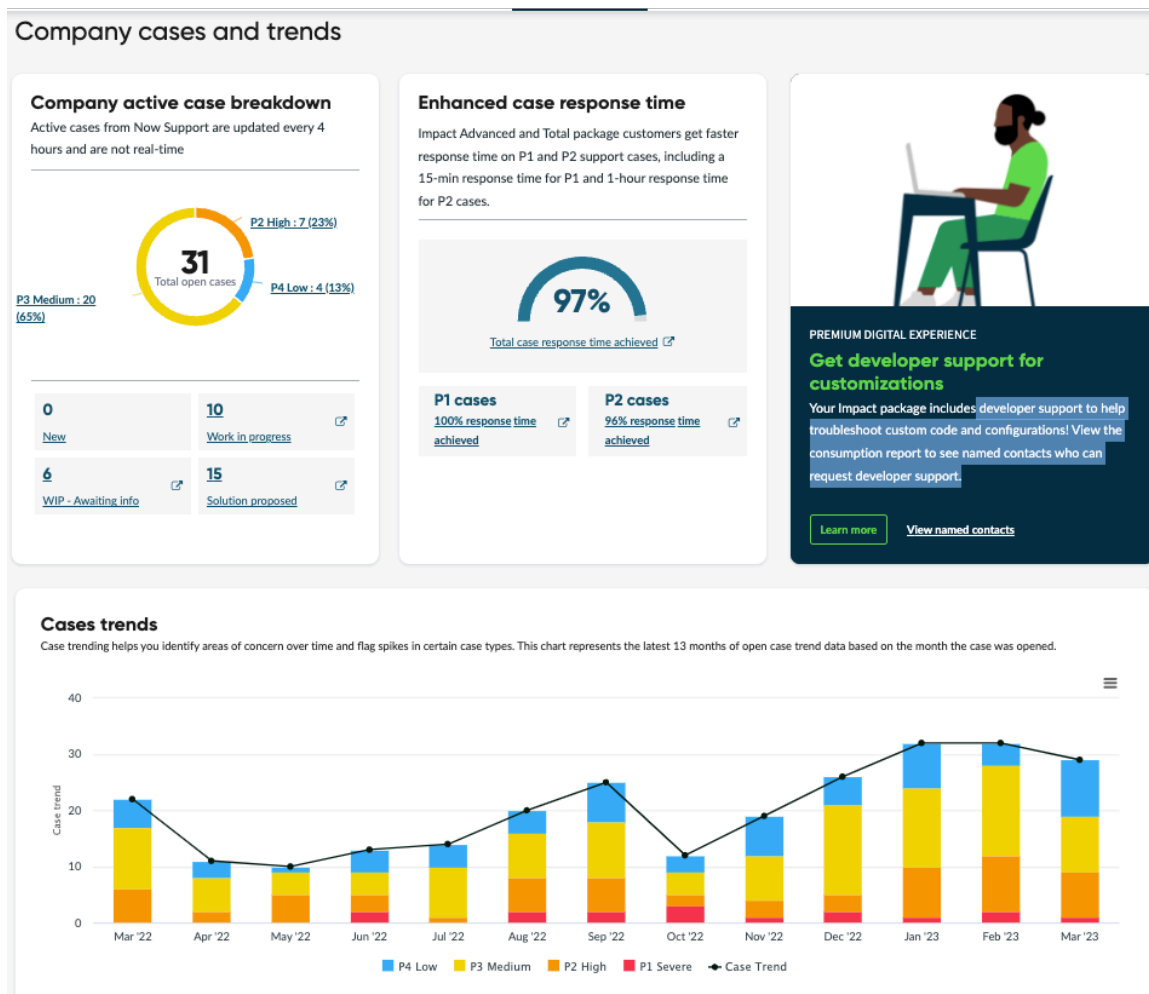 Company cases and trends
Company active case breakdown
Active cases from Now Support are updated every 4
hours and are not real-time
P2 High : 7 (23%)
31
Total open cases
P4 Low : 4 (13%)
P3 Medium : 20
(65%)
0
New
10
Work in progress
6
WIP - Awaiting info
15
Solution proposed
Enhanced case response time
Impact Advanced and Total package customers get faster
response time on P1 and P2 support cases, including a
15-min response time for P1 and 1-hour response time
for P2 cases.
97%
Total case response time achieved
P1 cases
100% response time
achieved
P2 cases
96% response time
achieved
PREMIUM DIGITAL EXPERIENCE
Get developer support for
customizations
Your Impact package includes developer support to help
troubleshoot custom code and configurations! View the
consumption report to see named contacts who can
request developer support.
Learn more
View named contacts
Cases trends
Case trending helps you identify areas of concern over time and flag spikes in certain case types. This chart represents the latest 13 months of open case trend data based on the month the case was opened.
Case trend
40
30
20
10
0
Mar '22 Apr '22 May '22 Jun '22 Jul '22 Aug '22 Sep '22 Oct '22 Nov '22 Dec '22 Jan '23 Feb '23 Mar '23
P4 Low P3 Medium P2 High P1 Severe Case Trend